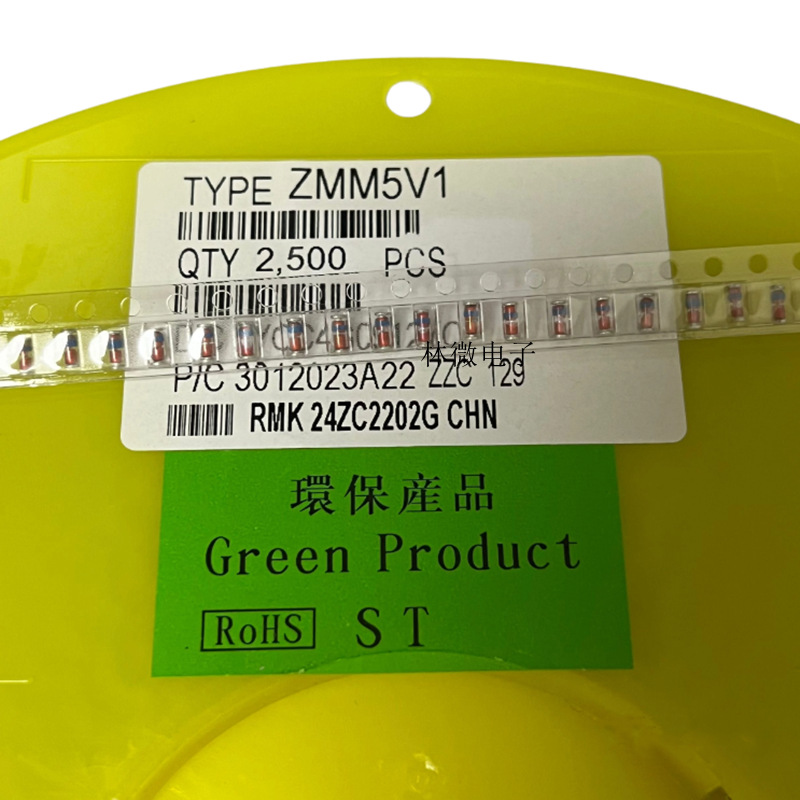 TYPE ZMM5V1
QTY 2,500 PCS
林微电子
P/C 3012023A22 ZZC 129
RMK 24ZC2202G CHN
環保産品
Green Product
RoHS ST